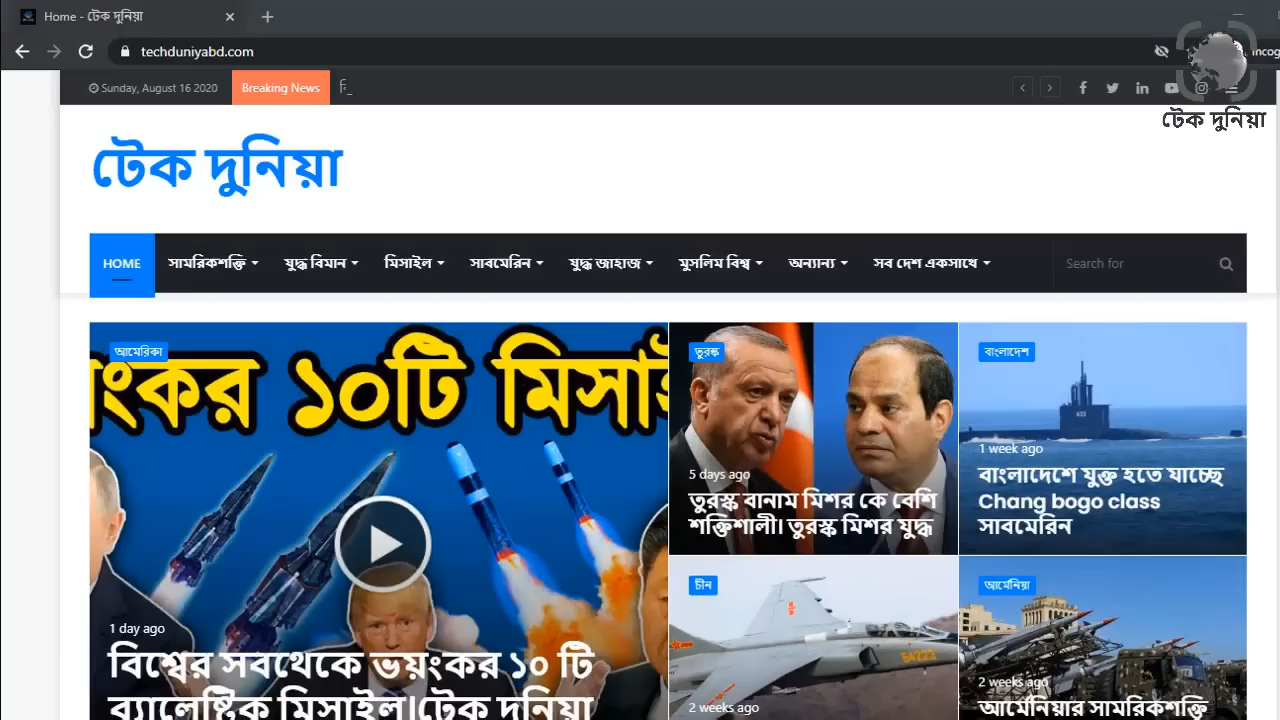 Home - টেক দুনিয়া
techduniyabd.com
Sunday, August 16 2020
Breaking News
টেক দুনিয়া
টেক দুনিয়া
HOME
সামরিকশক্তি
যুদ্ধ বিমান
মিসাইল
সাবমেরিন
যুদ্ধ জাহাজ
মুসলিম বিশ্ব
অন্যান্য
সব দেশ একসাথে
Search for
আমেরিকা
১০টি
1 day ago
বিশ্বের সবথেকে ভয়ংকর ১০ টি
ব্যালেষ্টিক মিসাইল।টেক দুনিয়া
তুরস্ক
5 days ago
তুরস্ক বানাম মিশর কে বেশি
শক্তিশালী। তুরস্ক মিশর যুদ্ধ
বাংলাদেশ
1 week ago
বাংলাদেশে যুক্ত হতে যাচ্ছে
Chang bogo class
সাবমেরিন
চীন
2 weeks ago
আর্মেনিয়া
2 weeks ago
আর্মেনিয়ার সামরিকশক্তি